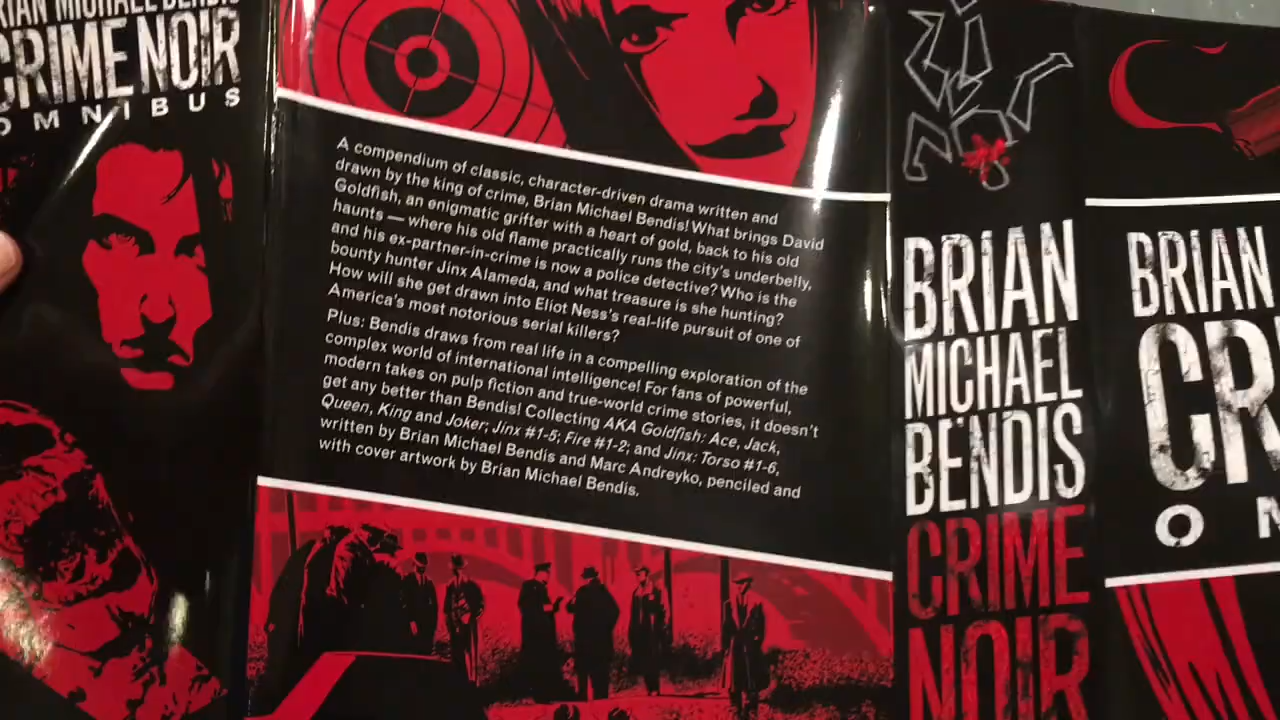 BRIAN MICHAEL BENDIS
CRIME NOIR
OMNIBUS
A compendium of classic, character-driven drama written and
drawn by the king of crime, Brian Michael Bendis! What brings David
Goldfish, an enigmatic grifter with a heart of gold, back to his old
haunts — where his old flame practically runs the city's underbelly,
and his ex-partner-in-crime is now a police detective? Who is the
bounty hunter Jinx Alameda, and what treasure is she hunting?
How will she get drawn into Eliot Ness's real-life pursuit of one of
America's most notorious serial killers?
Plus: Bendis draws from real life in a compelling exploration of the
complex world of international intelligence! For fans of powerful,
modern takes on pulp fiction and true-world crime stories, it doesn't
get any better than Bendis! Collecting AKA Goldfish: Ace, Jack,
Queen, King and Joker; Jinx #1-5; Fire #1-2; and Jinx: Torso #1-6,
written by Brian Michael Bendis and Marc Andreyko, penciled and
with cover artwork by Brian Michael Bendis.
BRIAN
MICHAEL
BENDIS
CRIME
NOIR
BRIAN
CR
O